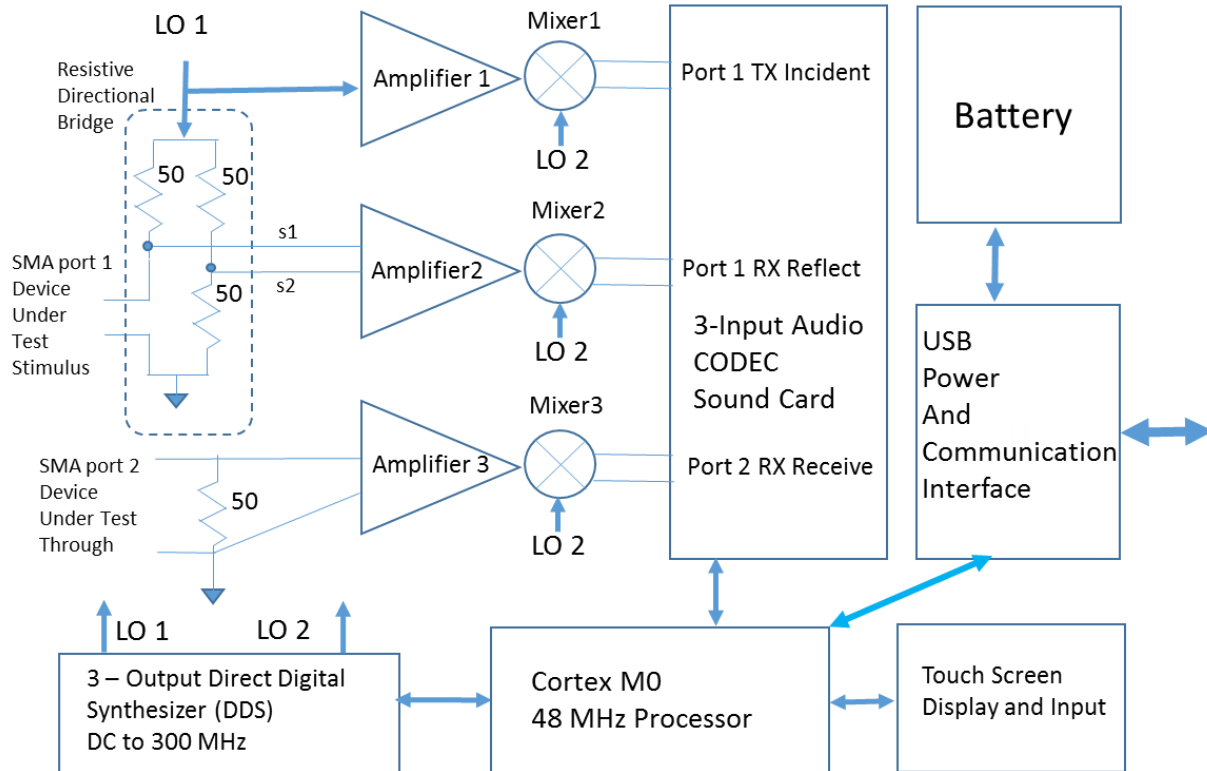 LO 1
Resistive
Directional
Bridge
50
50
50
s1
s2
SMA port 1
Device
Under
Test
Stimulus
SMA port 2
Device
Under Test
Through
50
Amplifier 1
Mixer1
LO 2
Amplifier2
Mixer2
LO 2
Amplifier 3
Mixer3
LO 2
Port 1 TX Incident
Port 1 RX Reflect
3-Input Audio
CODEC
Sound Card
Port 2 RX Receive
Battery
USB
Power
And
Communication
Interface
LO 1
LO 2
3 – Output Direct Digital
Synthesizer (DDS)
DC to 300 MHz
Cortex M0
48 MHz Processor
Touch Screen
Display and Input